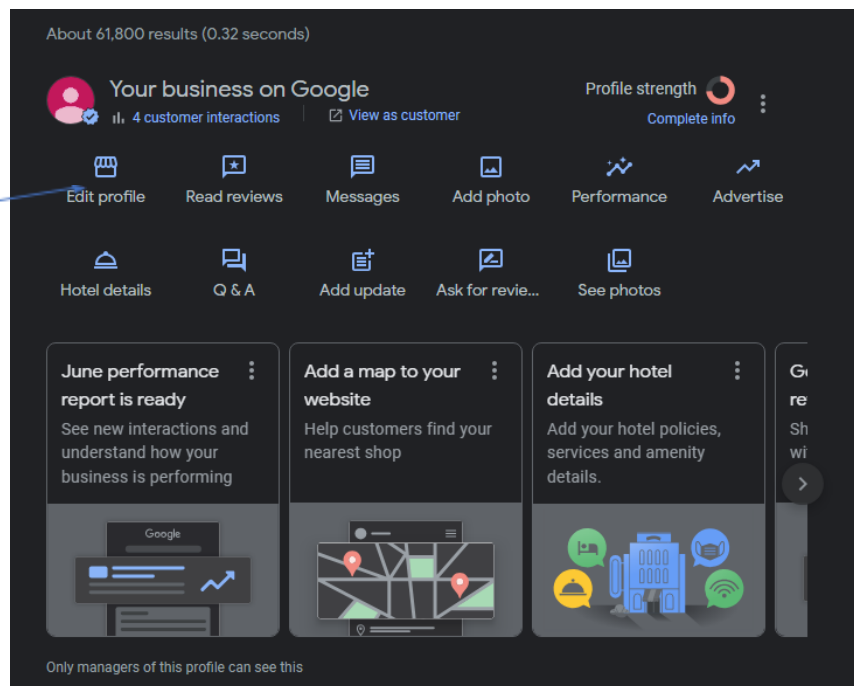 About 61,800 results (0.32 seconds)
Your business on Google
4 customer interactions
View as customer
Profile strength
Complete info
Edit profile
Read reviews
Messages
Add photo
Performance
Advertise
Hotel details
Q & A
Add update
Ask for revie...
See photos
June performance
report is ready
See new interactions and
understand how your
business is performing
Google
Add a map to your
website
Help customers find your
nearest shop
Add your hotel
details
Add your hotel policies,
services and amenity
details.
Only managers of this profile can see this